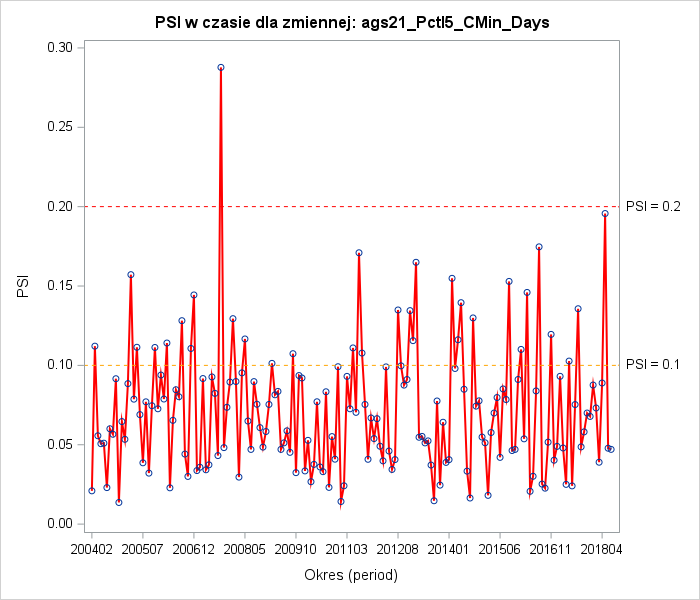 PSI w czasie dla zmiennej: ags21_Pctl5_CMin_Days
0.30
0.25
0.20
0.15
0.10
0.05
0.00
PSI
PSI = 0.2
PSI = 0.1
200402 200507 200612 200805 200910 201103 201208 201401 201506 201611 201804
Okres (period)